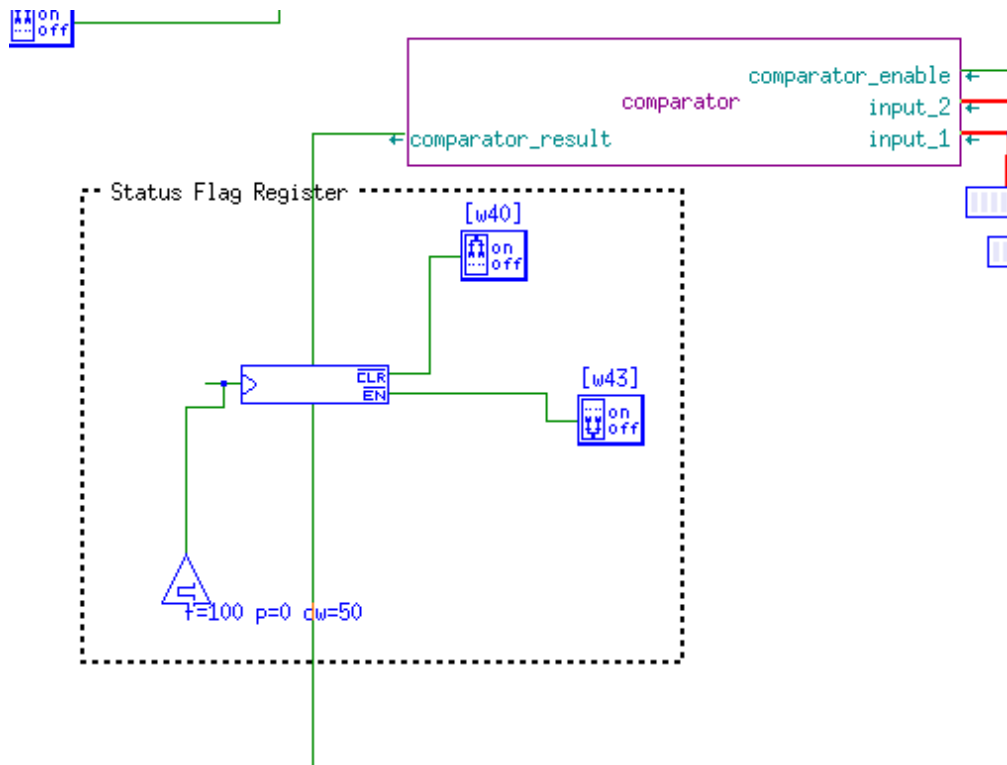 on
off
comparator_enable
comparator
input_2
comparator_result
input_1
Status Flag Register
[w40]
on
off
CLR
EN
[w43]
on
off
t=100 p=0 cw=50